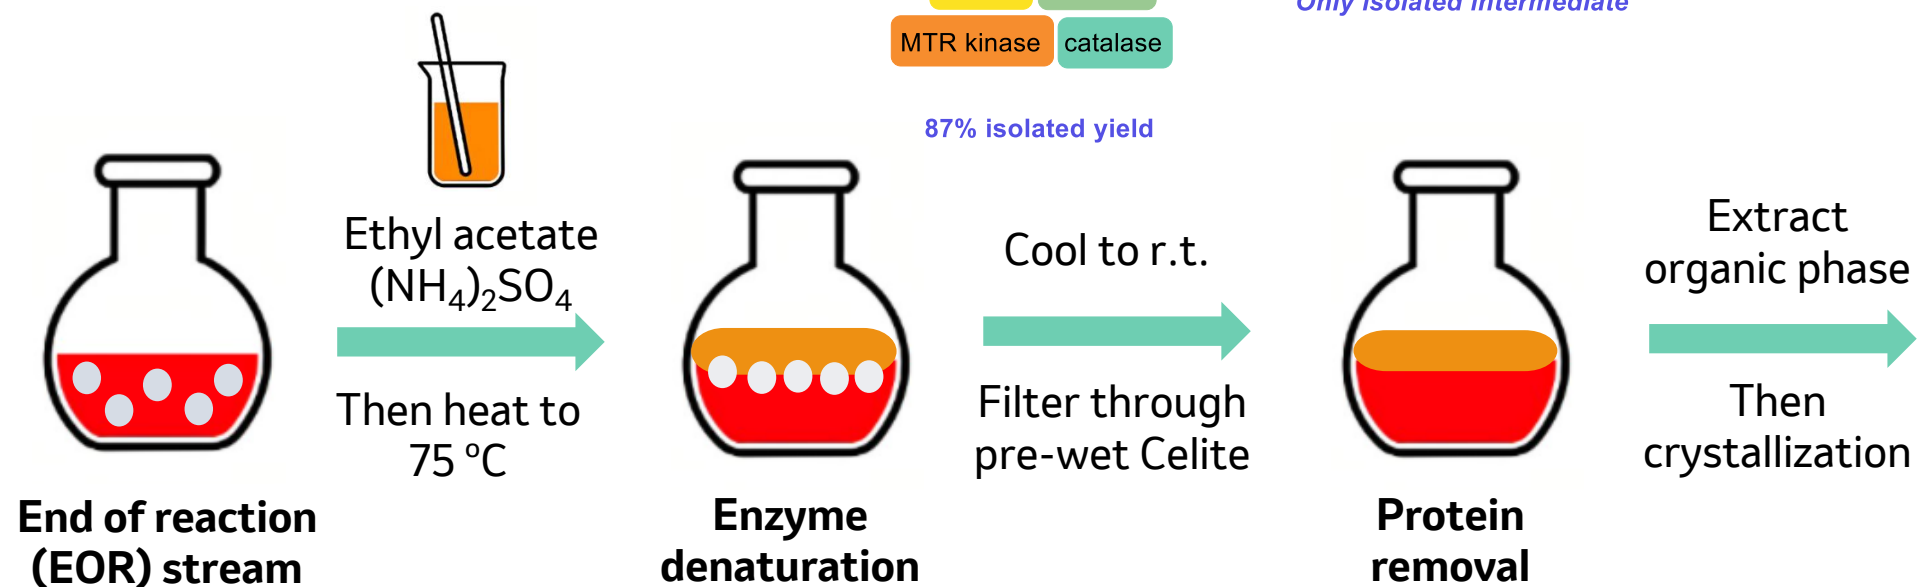 Only isolated intermediate
MTR kinase
catalase
87% isolated yield
Ethyl acetate
(NH₄)₂SO₄
Then heat to
75 ºC
Cool to r.t.
Filter through
pre-wet Celite
Extract
organic phase
Then
crystallization
End of reaction
(EOR) stream
Enzyme
denaturation
Protein
removal